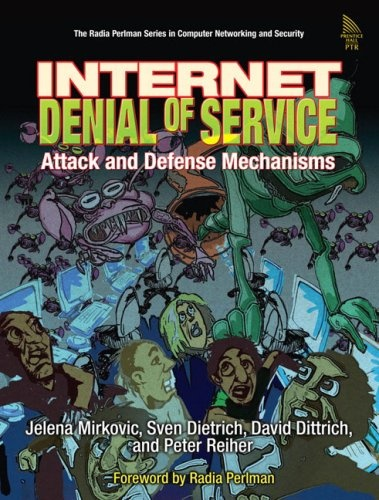 The Radia Perlman Series in Computer Networking and Security
PRENTICE
HALL
PTR
INTERNET
DENIAL OF SERVICE
Attack and Defense Mechanisms
Jelena Mirkovic, Sven Dietrich, David Dittrich,
and Peter Reiher
Foreword by Radia Perlman